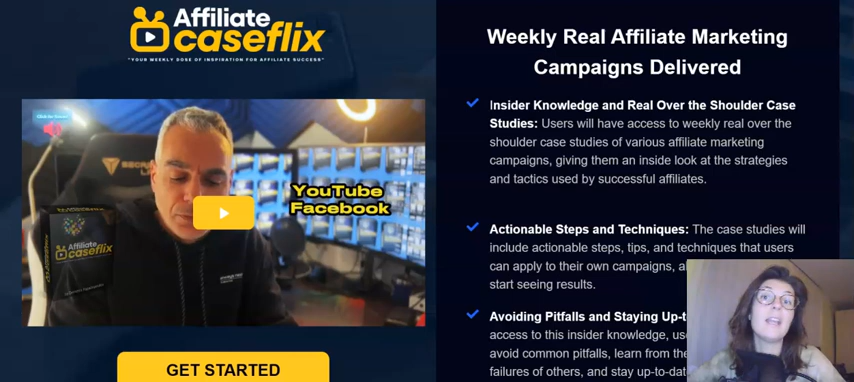 Affiliate
caseflix
"YOUR WEEKLY DOSE OF INSPIRATION FOR AFFILIATE SUCCESS"
YouTube
Facebook
Affiliate
caseflix
GET STARTED
Weekly Real Affiliate Marketing
Campaigns Delivered
Insider Knowledge and Real Over the Shoulder Case
Studies: Users will have access to weekly real over the
shoulder case studies of various affiliate marketing
campaigns, giving them an inside look at the strategies
and tactics used by successful affiliates.
Actionable Steps and Techniques: The case studies will
include actionable steps, tips, and techniques that users
can apply to their own campaigns,
start seeing results.
Avoiding Pitfalls and Staying
access to this insider knowledge,
avoid common pitfalls, learn from the
failures of others, and stay